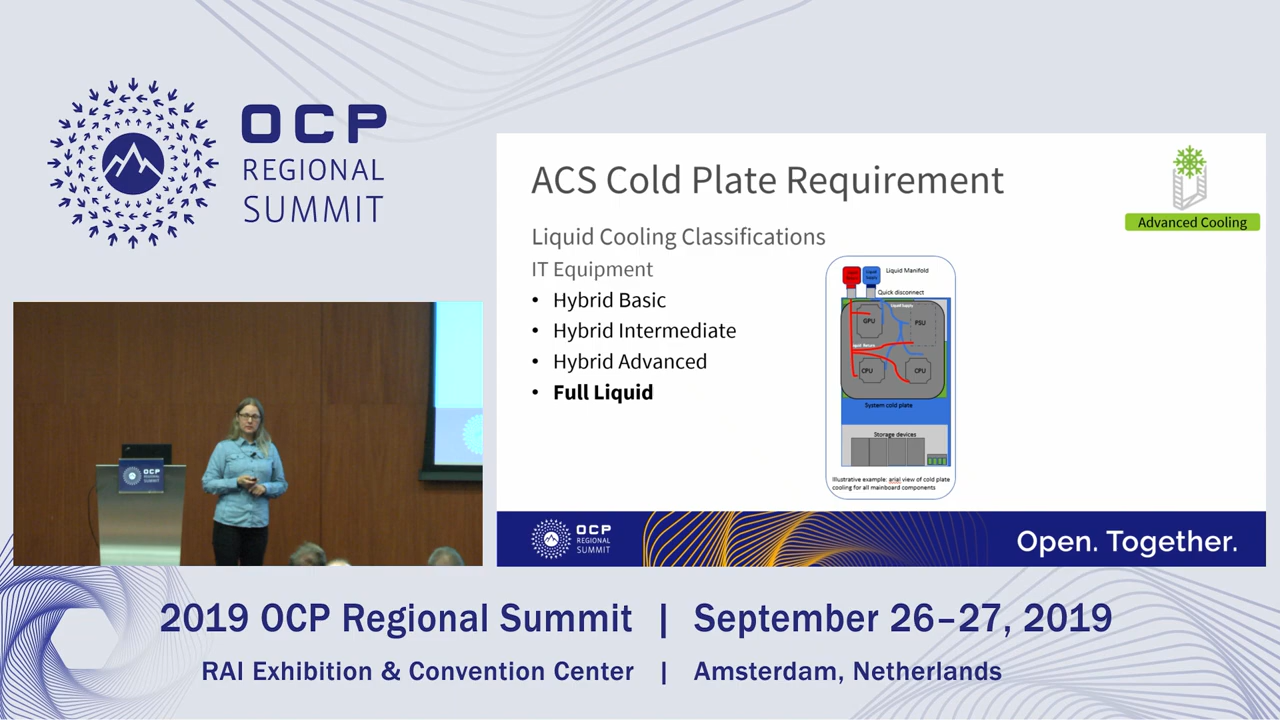 OCP
REGIONAL
SUMMIT
ACS Cold Plate Requirement
Advanced Cooling
Liquid Cooling Classifications
IT Equipment
• Hybrid Basic
• Hybrid Intermediate
• Hybrid Advanced
• Full Liquid
Liquid Manifold
Quick disconnect
GPU
PSU
CPU
CPU
System cold plate
Storage devices
Illustrative example: arial view of cold plate
cooling for all mainboard components
OCP
REGIONAL
SUMMIT
Open. Together.
OCP
2019 OCP Regional Summit | September 26–27, 2019
RAI Exhibition & Convention Center | Amsterdam, Netherlands